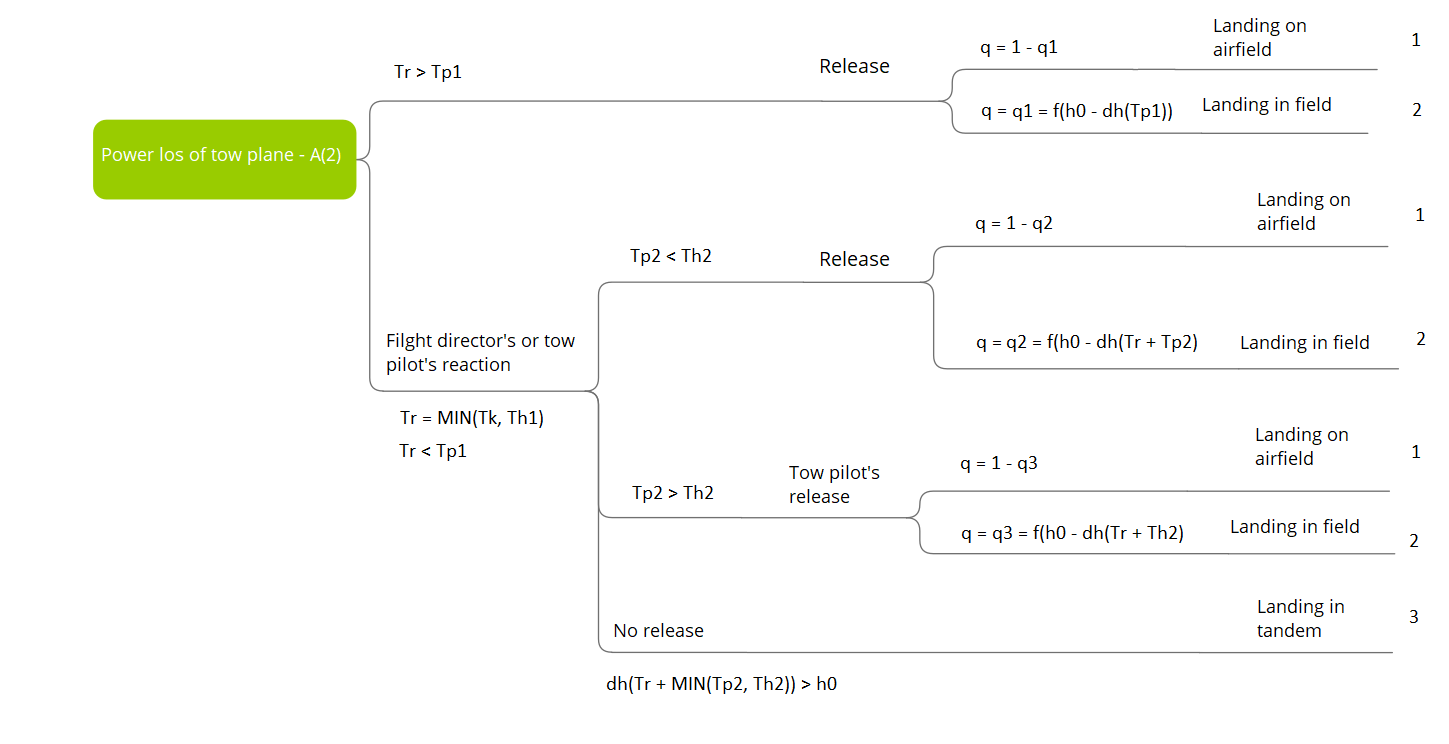 Power los of tow plane - A(2)
Tr > Tp1
Release
q = 1 - q1
Landing on
airfield
1
q = q1 = f(h0 - dh(Tp1))
Landing in field
2
Filght director's or tow
pilot's reaction
Tr = MIN(Tk, Th1)
Tr < Tp1
Tp2 < Th2
Release
q = 1 - q2
Landing on
airfield
1
q = q2 = f(h0 - dh(Tr + Tp2)
Landing in field
2
Tp2 > Th2
Tow pilot's
release
q = 1 - q3
Landing on
airfield
1
q = q3 = f(h0 - dh(Tr + Th2)
Landing in field
2
No release
Landing in
tandem
3
dh(Tr + MIN(Tp2, Th2)) > h0